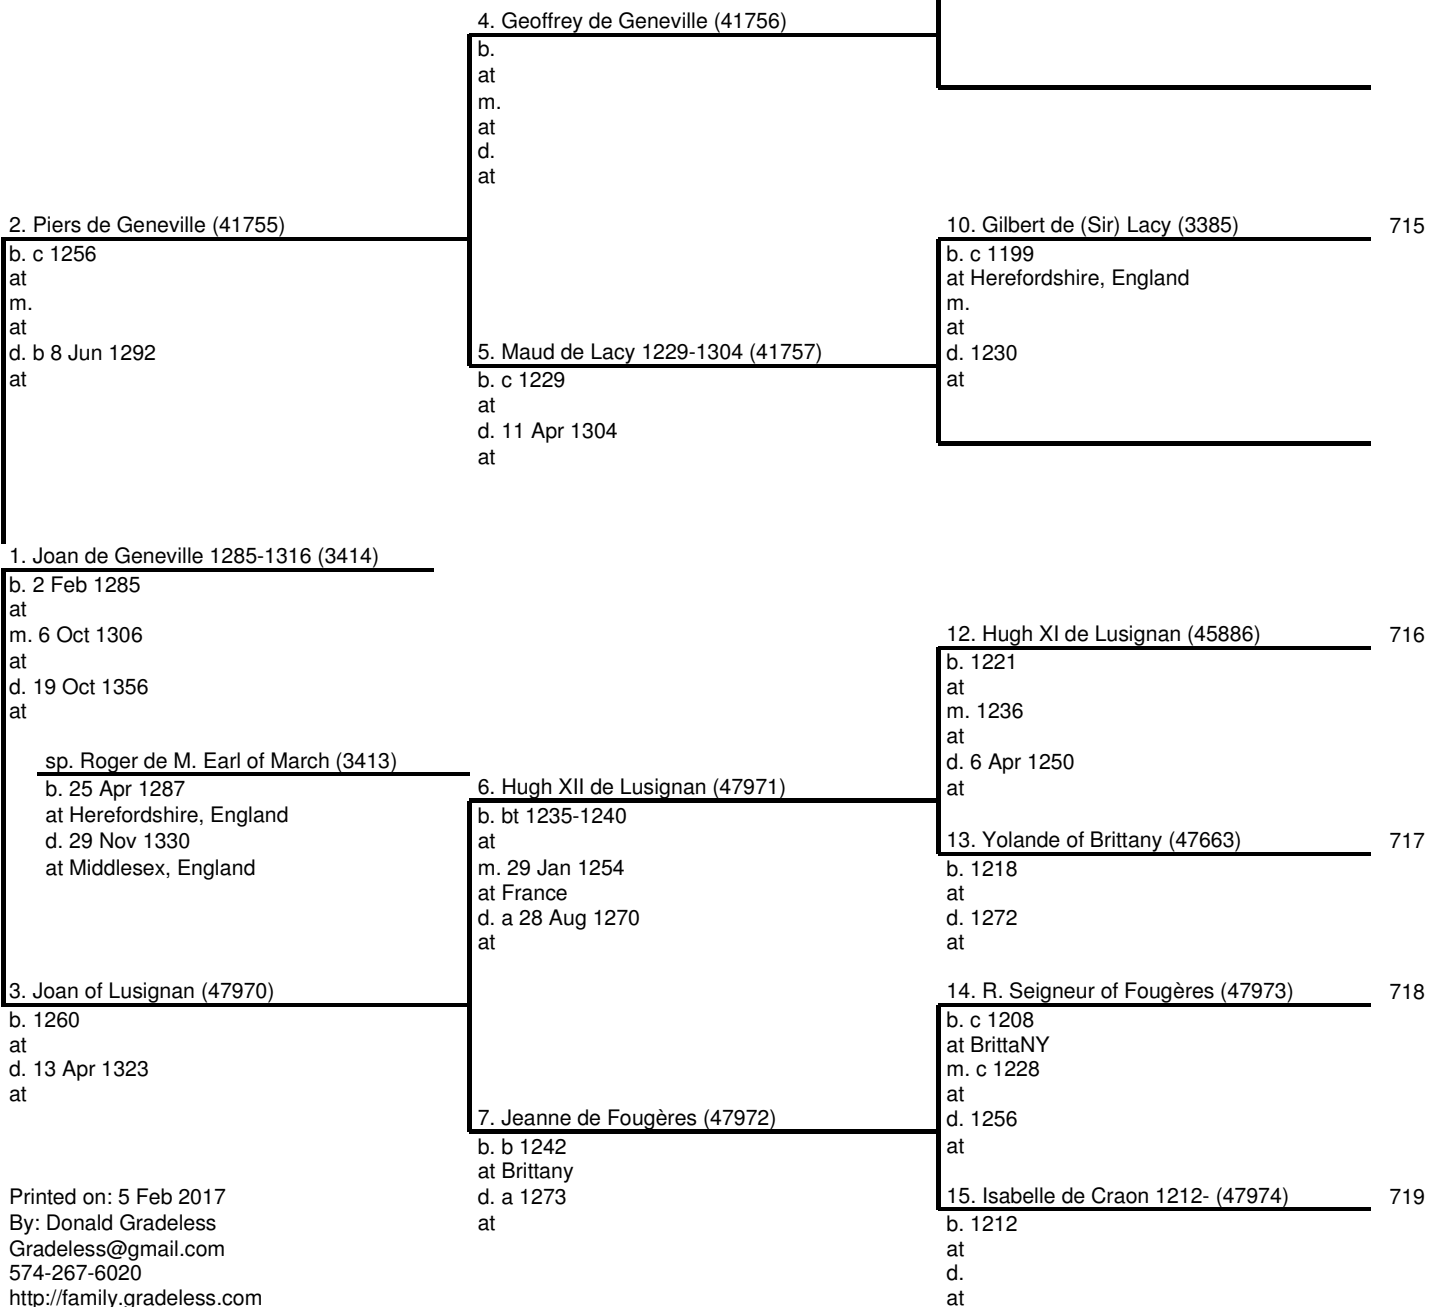 4. Geoffrey de Geneville (41756)
b.
at
m.
at
d.
at
2. Piers de Geneville (41755)
b. c 1256
at
m.
at
d. b 8 Jun 1292
at
10. Gilbert de (Sir) Lacy (3385) 715
b. c 1199
at Herefordshire, England
m.
at
d. 1230
at
5. Maud de Lacy 1229-1304 (41757)
b. c 1229
at
d. 11 Apr 1304
at
1. Joan de Geneville 1285-1316 (3414)
b. 2 Feb 1285
at
m. 6 Oct 1306
at
d. 19 Oct 1356
at
12. Hugh XI de Lusignan (45886) 716
b. 1221
at
m. 1236
at
d. 6 Apr 1250
at
sp. Roger de M. Earl of March (3413)
b. 25 Apr 1287
at Herefordshire, England
d. 29 Nov 1330
at Middlesex, England
6. Hugh XII de Lusignan (47971)
b. bt 1235-1240
at
m. 29 Jan 1254
at France
d. a 28 Aug 1270
at
13. Yolande of Brittany (47663) 717
b. 1218
at
d. 1272
at
3. Joan of Lusignan (47970)
b. 1260
at
d. 13 Apr 1323
at
14. R. Seigneur of Fougères (47973) 718
b. c 1208
at BrittaNY
m. c 1228
at
d. 1256
at
7. Jeanne de Fougères (47972)
b. b 1242
at Brittany
d. a 1273
at
15. Isabelle de Craon 1212- (47974) 719
b. 1212
at
d.
at
Printed on: 5 Feb 2017
By: Donald Gradeless
Gradeless@gmail.com
574-267-6020
http://family.gradeless.com